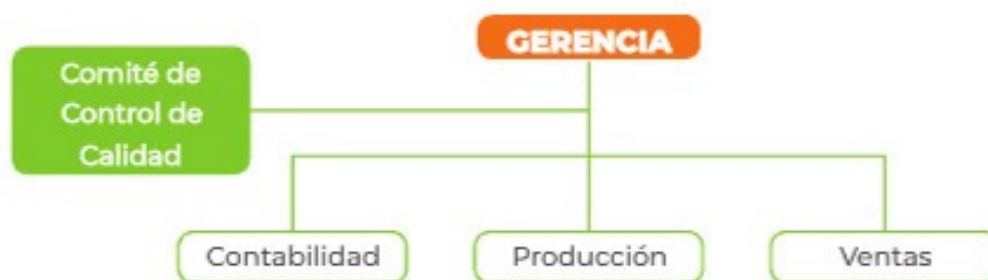 GERENCIA
Comité de
Control de
Calidad
Contabilidad
Producción
Ventas